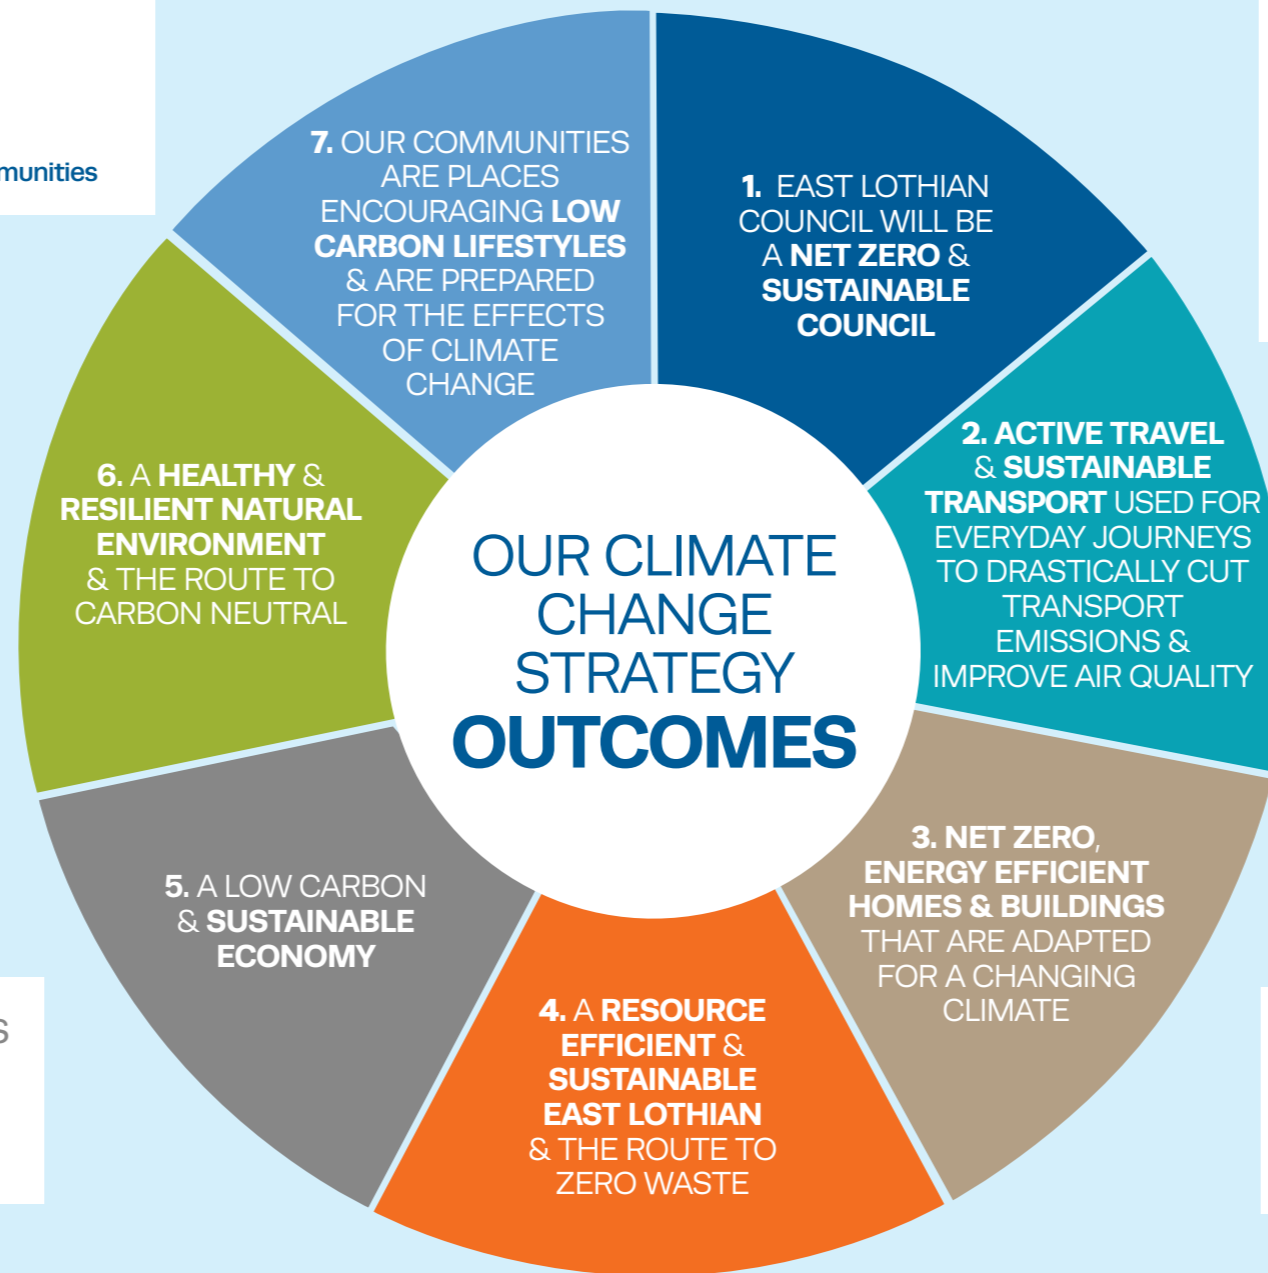 munities
7. OUR COMMUNITIES
ARE PLACES
ENCOURAGING LOW
CARBON LIFESTYLES
& ARE PREPARED
FOR THE EFFECTS
OF CLIMATE
CHANGE
1. EAST LOTHIAN
COUNCIL WILL BE
A NET ZERO &
SUSTAINABLE
COUNCIL
2. ACTIVE TRAVEL
& SUSTAINABLE
TRANSPORT USED FOR
EVERYDAY JOURNEYS
TO DRASTICALLY CUT
TRANSPORT
EMISSIONS &
IMPROVE AIR QUALITY
6. A HEALTHY &
RESILIENT NATURAL
ENVIRONMENT
& THE ROUTE TO
CARBON NEUTRAL
OUR CLIMATE
CHANGE
STRATEGY
OUTCOMES
3. NET ZERO,
ENERGY EFFICIENT
HOMES & BUILDINGS
THAT ARE ADAPTED
FOR A CHANGING
CLIMATE
5. A LOW CARBON
& SUSTAINABLE
ECONOMY
4. A RESOURCE
EFFICIENT &
SUSTAINABLE
EAST LOTHIAN
& THE ROUTE TO
ZERO WASTE
S